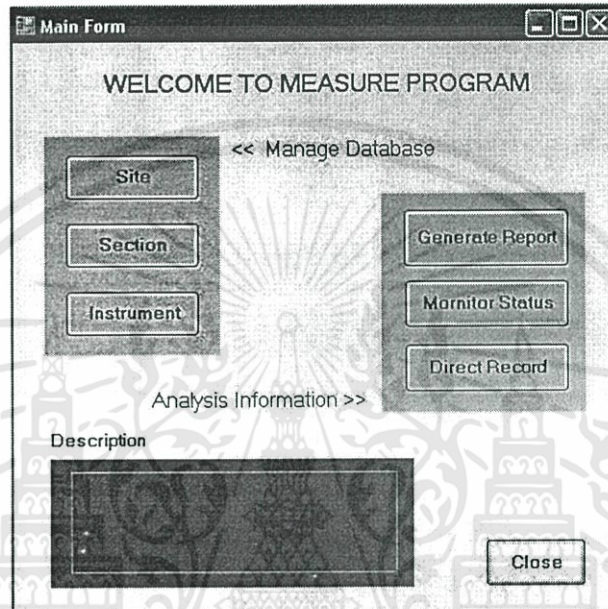 Main Form
WELCOME TO MEASURE PROGRAM
<< Manage Database
Site
Section
Instrument
Generate Report
Mornitor Status
Direct Record
Analysis Information >>
Description
Close